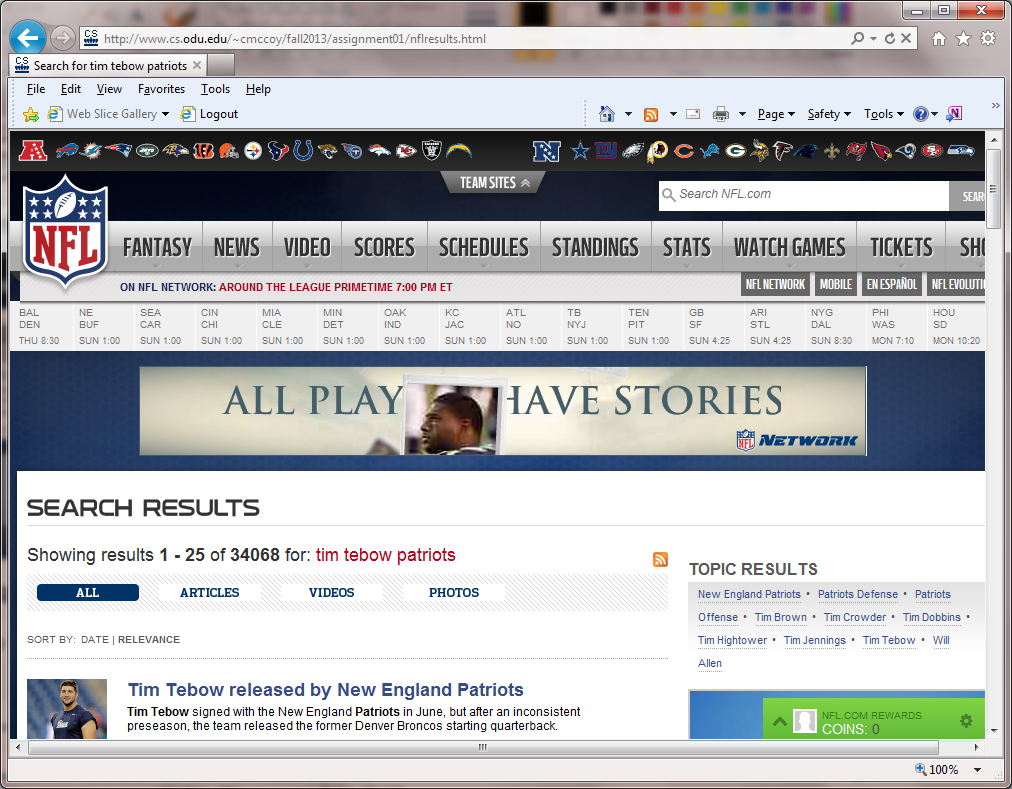 http://www.cs.odu.edu/~cmccoy/fall2013/assignment01/nflresults.html
CS Search for tim tebow patriots
File Edit View Favorites Tools Help
Web Slice Gallery Logout Page Safety Tools
TEAM SITES
Search NFL.com SEAR
NFL
FANTASY NEWS VIDEO SCORES SCHEDULES STANDINGS STATS WATCH GAMES TICKETS SHO
ON NFL NETWORK: AROUND THE LEAGUE PRIMETIME 7:00 PM ET NFL NETWORK MOBILE EN ESPAÑOL NFL EVOLUTI
BAL NE SEA CIN MIA MIN OAK KC ATL TB TEN GB ARI NYG PHI HOU
DEN BUF CAR CHI CLE DET IND JAC NO NYJ PIT SF STL DAL WAS SD
THU 8:30 SUN 1:00 SUN 1:00 SUN 1:00 SUN 1:00 SUN 1:00 SUN 1:00 SUN 1:00 SUN 1:00 SUN 1:00 SUN 1:00 SUN 4:25 SUN 4:25 SUN 8:30 MON 7:10 MON 10:20
ALL PLAY HAVE STORIES
NFL NETWORK
SEARCH RESULTS
Showing results 1 - 25 of 34068 for: tim tebow patriots
ALL ARTICLES VIDEOS PHOTOS
SORT BY: DATE | RELEVANCE
Tim Tebow released by New England Patriots
Tim Tebow signed with the New England Patriots in June, but after an inconsistent
preseason, the team released the former Denver Broncos starting quarterback.
TOPIC RESULTS
New England Patriots • Patriots Defense • Patriots
Offense • Tim Brown • Tim Crowder • Tim Dobbins •
Tim Hightower • Tim Jennings • Tim Tebow • Will
Allen
NFL.COM REWARDS
COINS: 0
100%